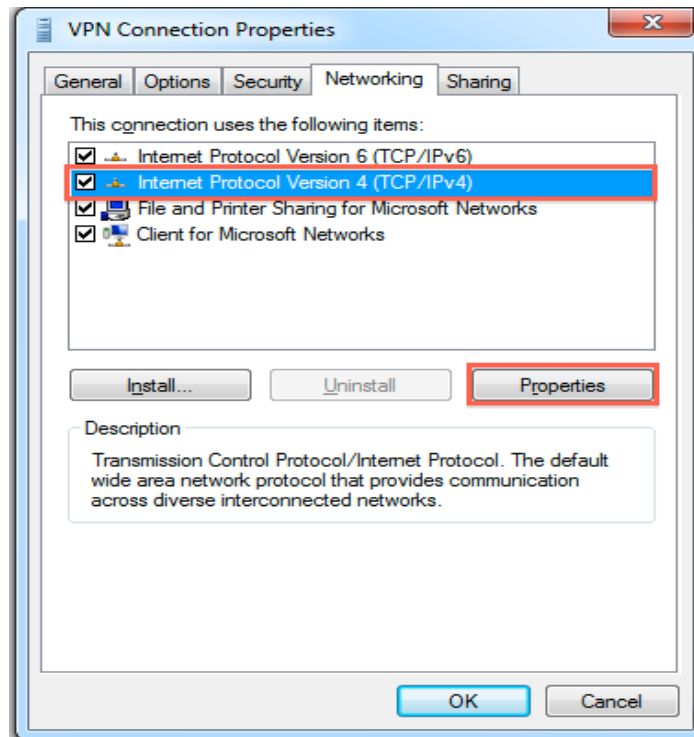 VPN Connection Properties
General Options Security Networking Sharing
This connection uses the following items:
Internet Protocol Version 6 (TCP/IPv6)
Internet Protocol Version 4 (TCP/IPv4)
File and Printer Sharing for Microsoft Networks
Client for Microsoft Networks
Install... Uninstall Properties
Description
Transmission Control Protocol/Internet Protocol. The default
wide area network protocol that provides communication
across diverse interconnected networks.
OK Cancel